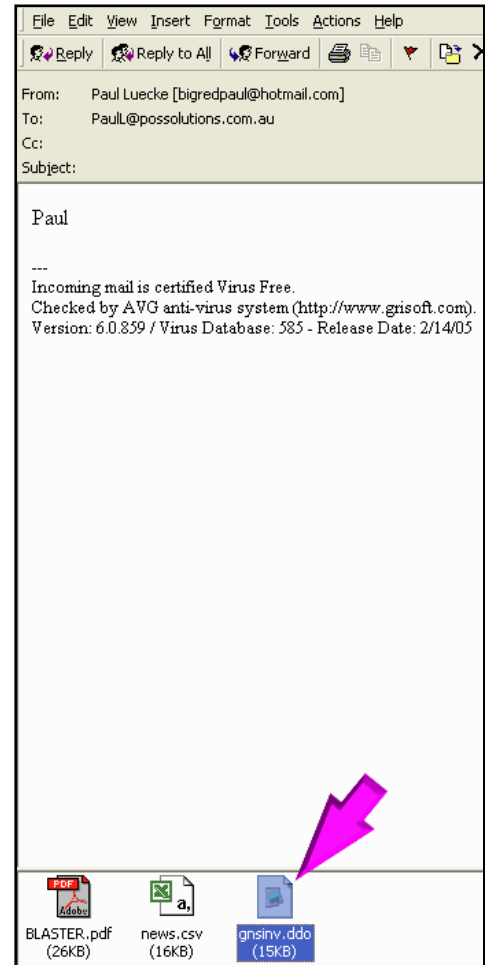 File Edit View Insert Format Tools Actions Help
Reply Reply to All Forward
From: Paul Luecke [bigredpaul@hotmail.com]
To: PaulL@possolutions.com.au
Cc:
Subject:
Paul
---
Incoming mail is certified Virus Free.
Checked by AVG anti-virus system (http://www.grisoft.com).
Version: 6.0.859 / Virus Database: 585 - Release Date: 2/14/05
PDF
Adobe
a,
BLASTER.pdf news.csv gnsinv.ddo
(26KB) (16KB) (15KB)